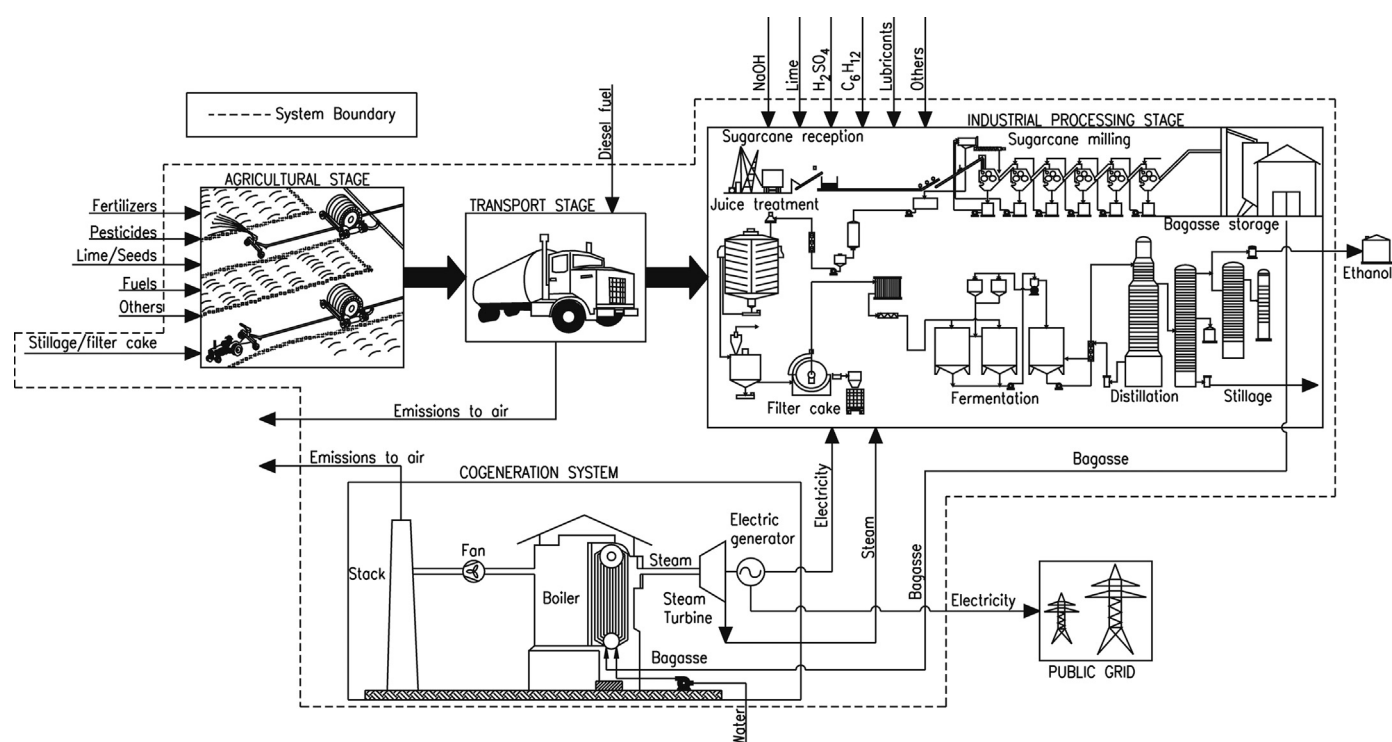 NaOH
Lime
H₂SO₄
C₆H₁₂
Lubricants
Others
System Boundary
Diesel fuel
INDUSTRIAL PROCESSING STAGE
Sugarcane reception
Sugarcane milling
AGRICULTURAL STAGE
TRANSPORT STAGE
Juice treatment
Fertilizers
Pesticides
Lime/Seeds
Fuels
Others
Stillage/filter cake
Bagasse storage
Ethanol
Filter cake
Fermentation
Distillation
Stillage
Emissions to air
Emissions to air
COGENERATION SYSTEM
Bagasse
Electricity
Steam
Bagasse
Electric
generator
Fan
Stack
Steam
Boiler
Steam
Turbine
Electricity
Bagasse
PUBLIC GRID
Water